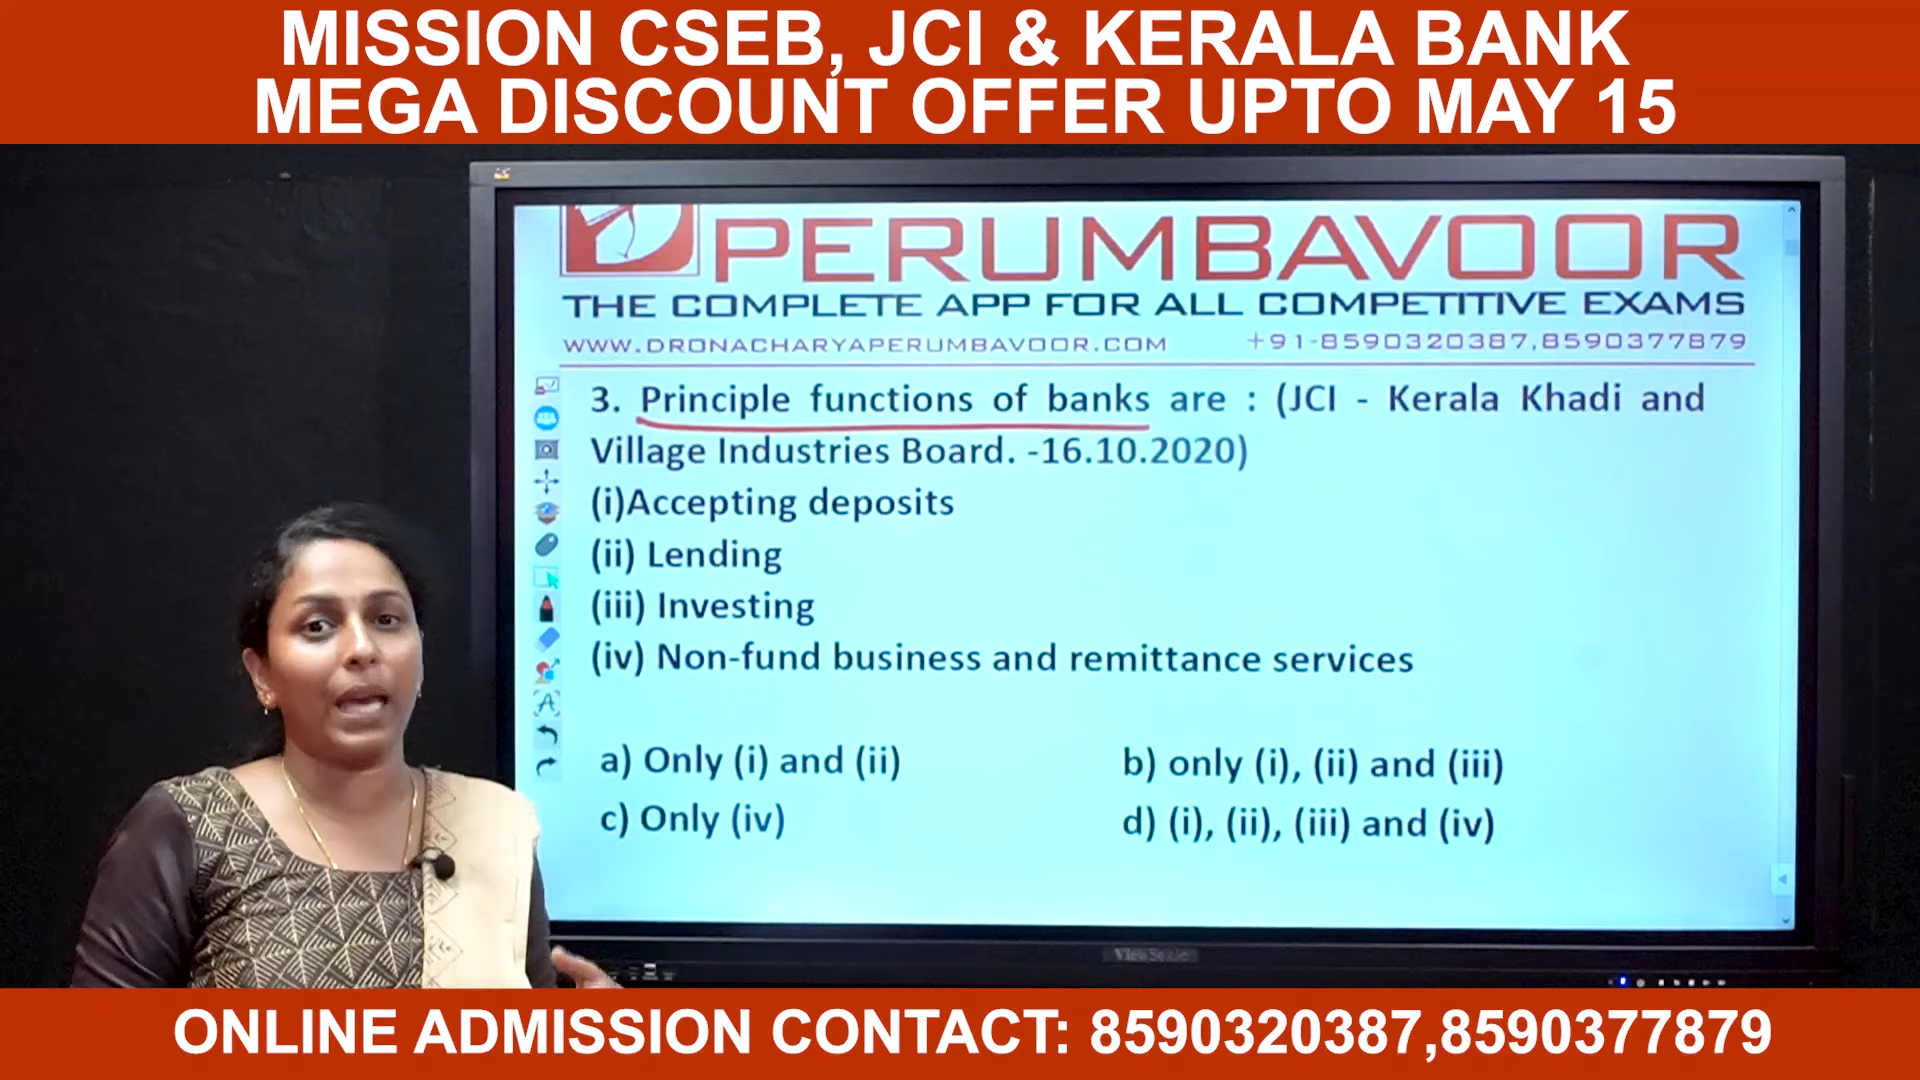 MISSION CSEB, JCI & KERALA BANK
MEGA DISCOUNT OFFER UPTO MAY 15
PERUMBAVOOR
THE COMPLETE APP FOR ALL COMPETITIVE EXAMS
WWW.DRONACHARYAPERUMBAVOOR.COM +91-8590320387,8590377879
3. Principle functions of banks are : (JCI - Kerala Khadi and
Village Industries Board. -16.10.2020)
(i)Accepting deposits
(ii) Lending
(iii) Investing
(iv) Non-fund business and remittance services
a) Only (i) and (ii) b) only (i), (ii) and (iii)
c) Only (iv) d) (i), (ii), (iii) and (iv)
ViewSonic
ONLINE ADMISSION CONTACT: 8590320387,8590377879